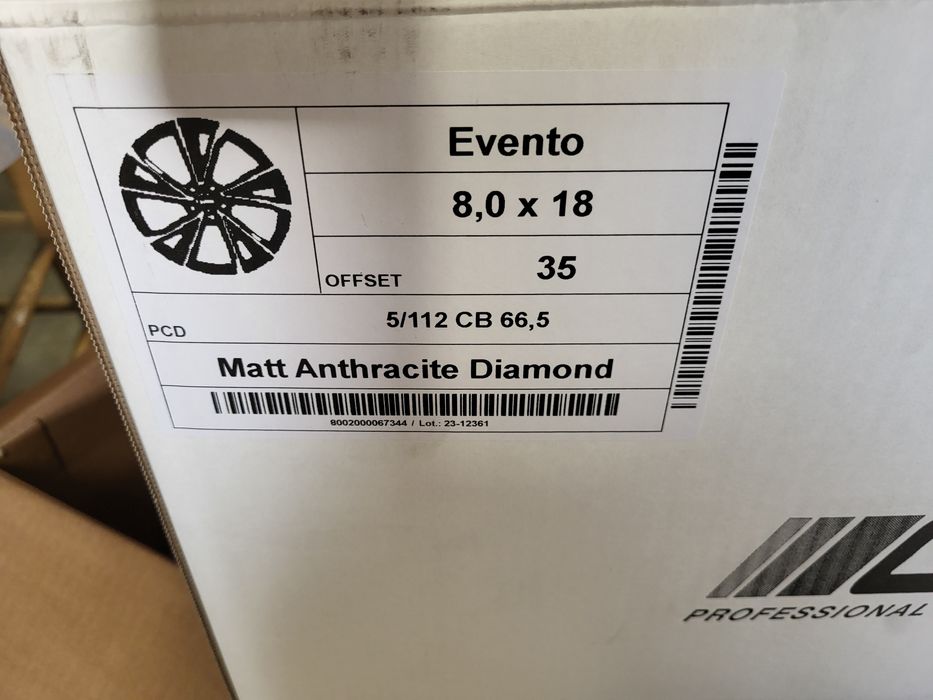 Evento
8,0 x 18
OFFSET 35
PCD 5/112 CB 66,5
Matt Anthracite Diamond
8002000067344 / Lot.: 23-12361
PROFESSIONAL